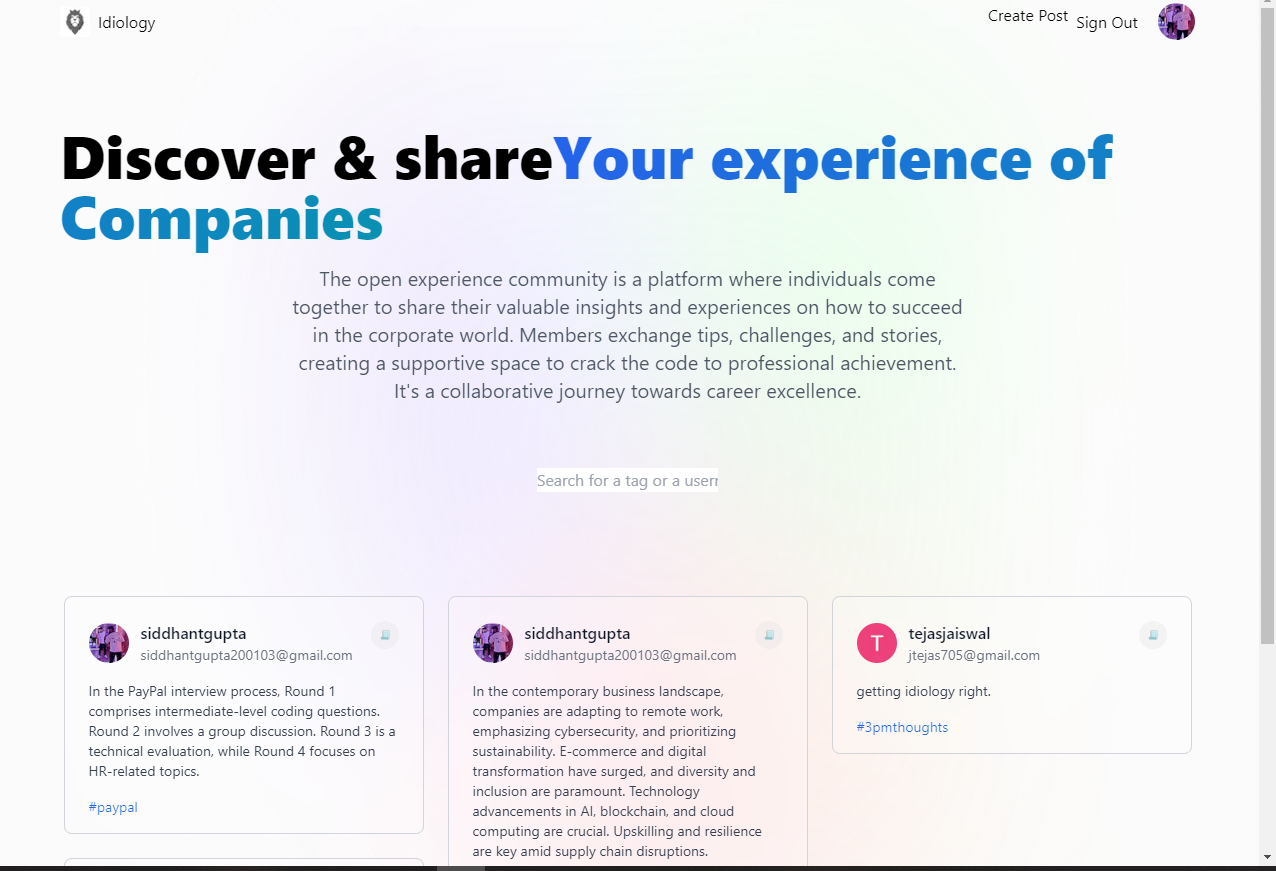 Idiology
Create Post
Sign Out
Discover & shareYour experience of
Companies
The open experience community is a platform where individuals come
together to share their valuable insights and experiences on how to succeed
in the corporate world. Members exchange tips, challenges, and stories,
creating a supportive space to crack the code to professional achievement.
It's a collaborative journey towards career excellence.
Search for a tag or a user
siddhantgupta
siddhantgupta200103@gmail.com
In the PayPal interview process, Round 1
comprises intermediate-level coding questions.
Round 2 involves a group discussion. Round 3 is a
technical evaluation, while Round 4 focuses on
HR-related topics.
#paypal
siddhantgupta
siddhantgupta200103@gmail.com
In the contemporary business landscape,
companies are adapting to remote work,
emphasizing cybersecurity, and prioritizing
sustainability. E-commerce and digital
transformation have surged, and diversity and
inclusion are paramount. Technology
advancements in AI, blockchain, and cloud
computing are crucial. Upskilling and resilience
are key amid supply chain disruptions.
T
tejasjaiswal
jtejas705@gmail.com
getting idiology right.
#3pmthoughts